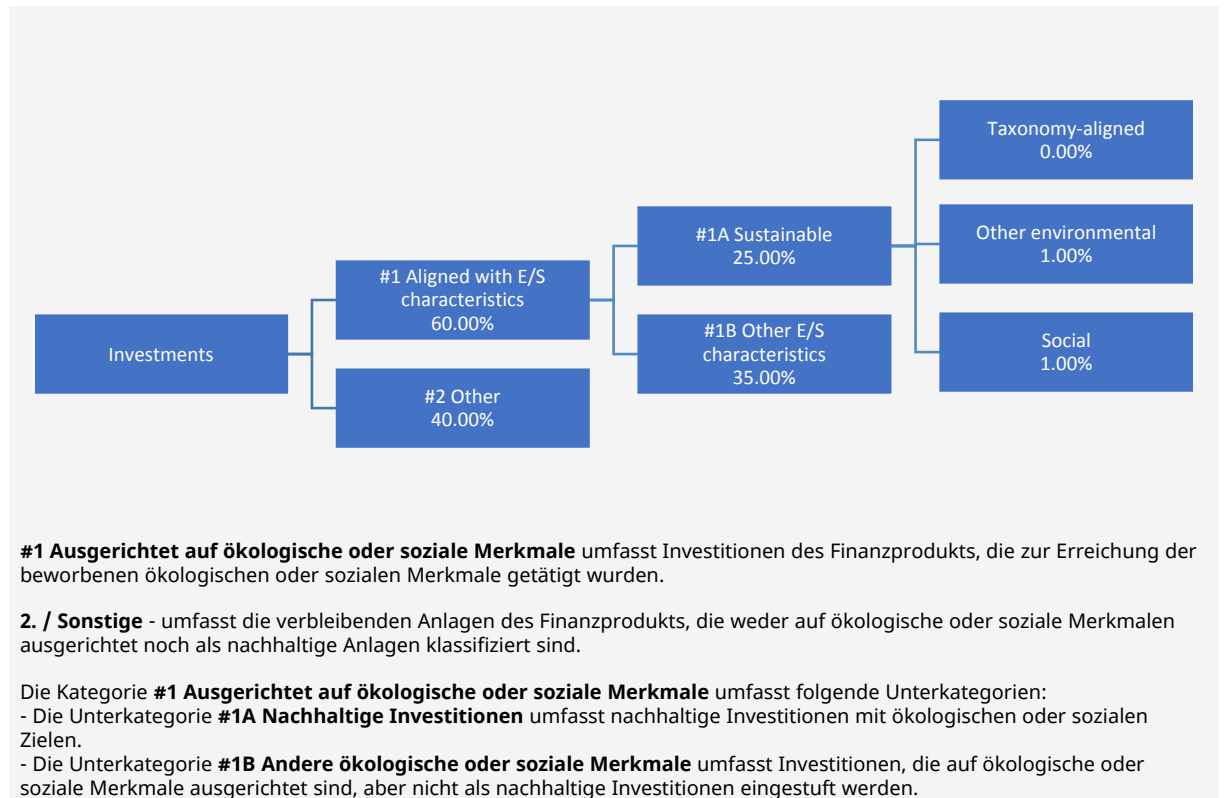 Taxonomy-aligned
0.00%
#1A Sustainable
25.00%
Other environmental
1.00%
#1 Aligned with E/S
characteristics
60.00%
Investments
#1B Other E/S
characteristics
35.00%
Social
1.00%
#2 Other
40.00%
#1 Ausgerichtet auf ökologische oder soziale Merkmale umfasst Investitionen des Finanzprodukts, die zur Erreichung der
beworbenen ökologischen oder sozialen Merkmale getätigt wurden.
2. / Sonstige - umfasst die verbleibenden Anlagen des Finanzprodukts, die weder auf ökologische oder soziale Merkmalen
ausgerichtet noch als nachhaltige Anlagen klassifiziert sind.
Die Kategorie #1 Ausgerichtet auf ökologische oder soziale Merkmale umfasst folgende Unterkategorien:
- Die Unterkategorie #1A Nachhaltige Investitionen umfasst nachhaltige Investitionen mit ökologischen oder sozialen
Zielen.
- Die Unterkategorie #1B Andere ökologische oder soziale Merkmale umfasst Investitionen, die auf ökologische oder
soziale Merkmale ausgerichtet sind, aber nicht als nachhaltige Investitionen eingestuft werden.